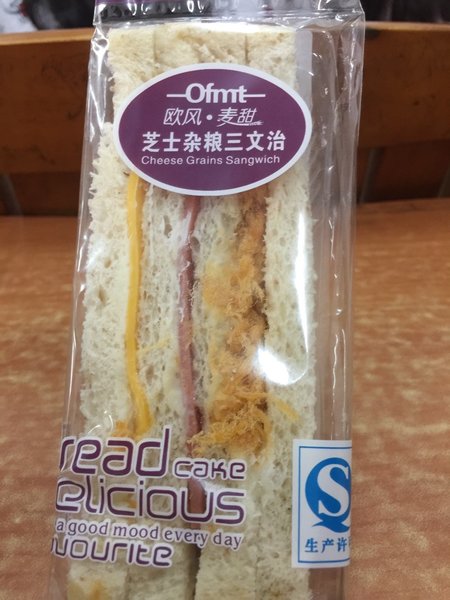 Ofmt
欧风·麦甜
芝士杂粮三文治
Cheese Grains Sangwich
read cake
elicious
a good mood every day
vourite
S
生产许